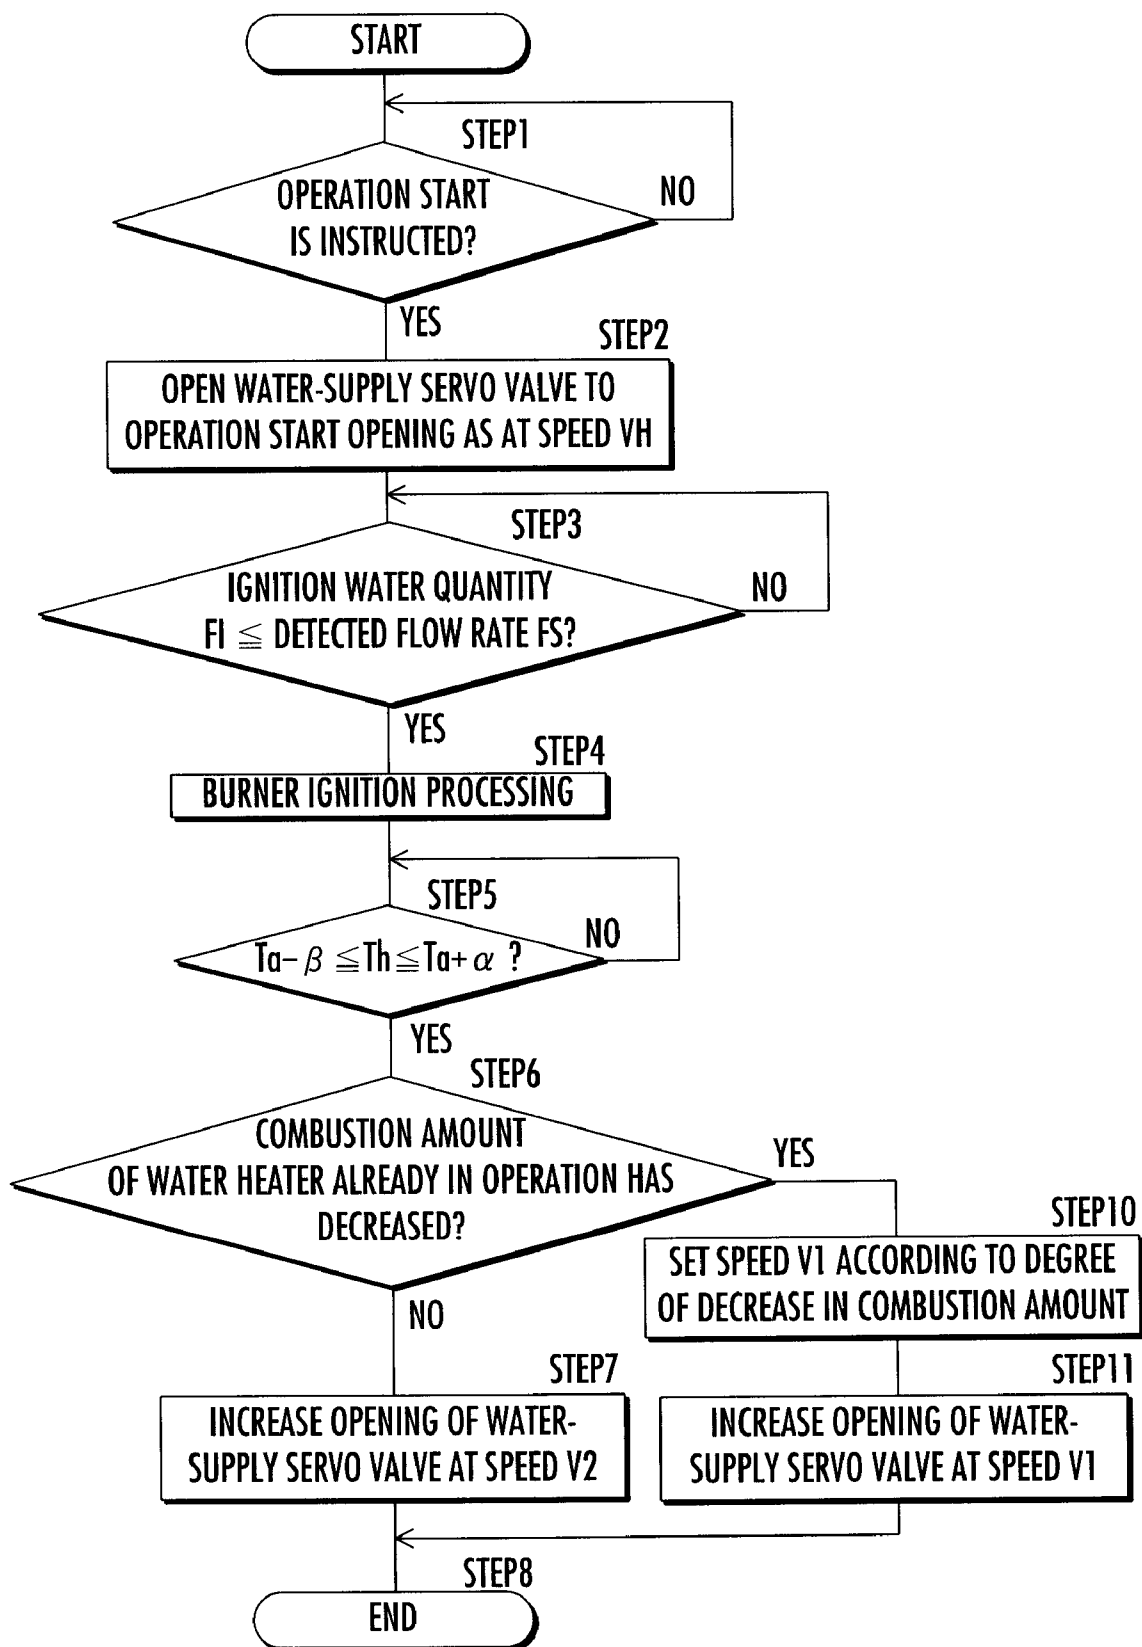 START
STEP1
OPERATION START
IS INSTRUCTED?
NO
YES
STEP2
OPEN WATER-SUPPLY SERVO VALVE TO
OPERATION START OPENING AS AT SPEED VH
STEP3
IGNITION WATER QUANTITY
FI ≦ DETECTED FLOW RATE FS?
NO
YES
STEP4
BURNER IGNITION PROCESSING
STEP5
Ta-β ≦Th≦Ta+α ?
NO
YES
STEP6
COMBUSTION AMOUNT
OF WATER HEATER ALREADY IN OPERATION HAS
DECREASED?
YES
NO
STEP10
SET SPEED V1 ACCORDING TO DEGREE
OF DECREASE IN COMBUSTION AMOUNT
STEP7
INCREASE OPENING OF WATER-
SUPPLY SERVO VALVE AT SPEED V2
STEP11
INCREASE OPENING OF WATER-
SUPPLY SERVO VALVE AT SPEED V1
STEP8
END